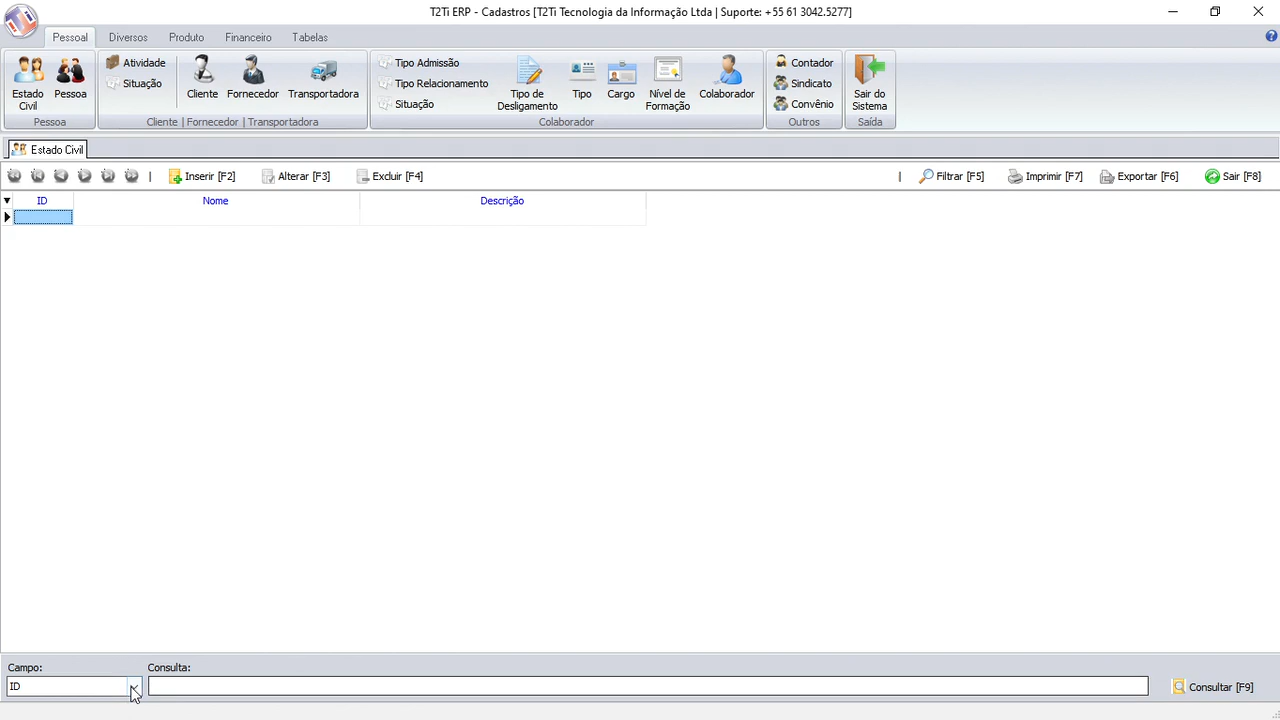 T2Ti ERP - Cadastros [T2Ti Tecnologia da Informação Ltda | Suporte: +55 61 3042.5277]
Pessoal Diversos Produto Financeiro Tabelas
Estado Civil
Pessoa
Pessoa
Atividade
Situação
Cliente
Fornecedor
Transportadora
Cliente | Fornecedor | Transportadora
Tipo Admissão
Tipo Relacionamento
Situação
Tipo de Desligamento
Tipo
Cargo
Nível de Formação
Colaborador
Colaborador
Contador
Sindicato
Convênio
Outros
Sair do Sistema
Saída
Estado Civil
| Inserir [F2] Alterar [F3] Excluir [F4] | Filtrar [F5] Imprimir [F7] Exportar [F6] Sair [F8]
ID Nome Descrição
Campo: Consulta:
ID Consultar [F9]